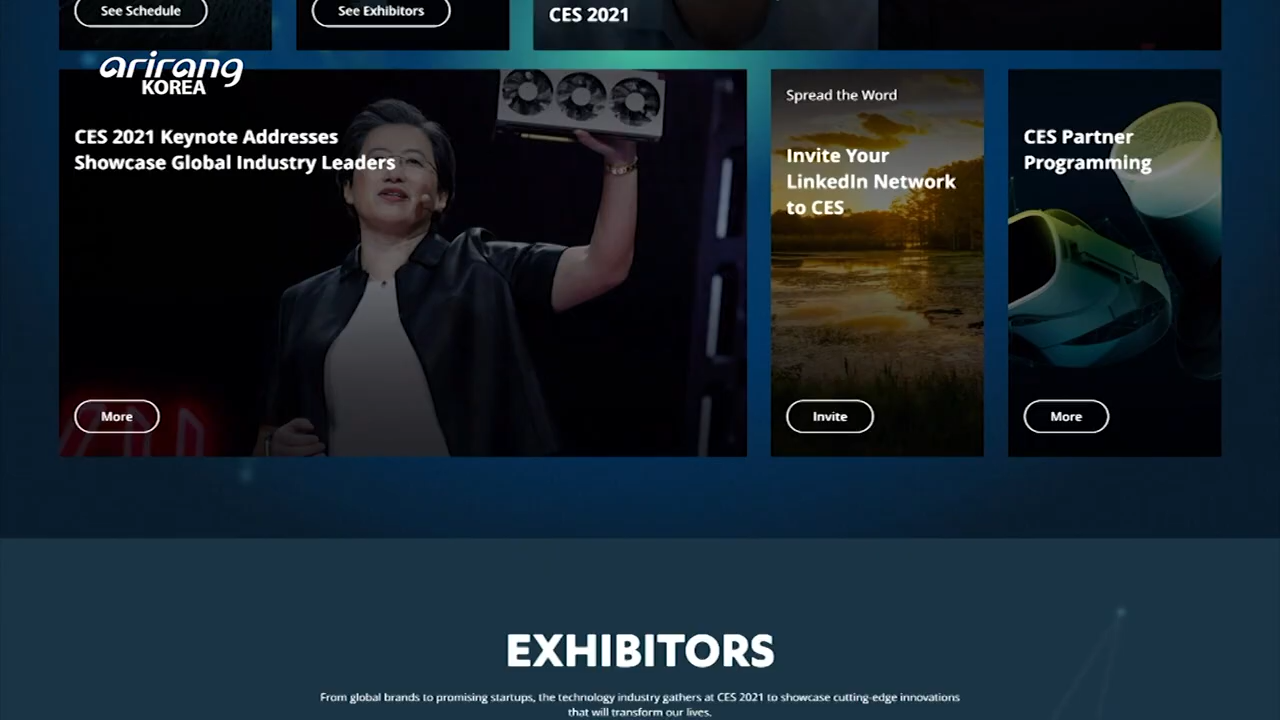 See Schedule
See Exhibitors
CES 2021
arirang
KOREA
CES 2021 Keynote Addresses
Showcase Global Industry Leaders
More
Spread the Word
Invite Your
LinkedIn Network
to CES
Invite
CES Partner
Programming
More
EXHIBITORS
From global brands to promising startups, the technology industry gathers at CES 2021 to showcase cutting-edge innovations
that will transform our lives.